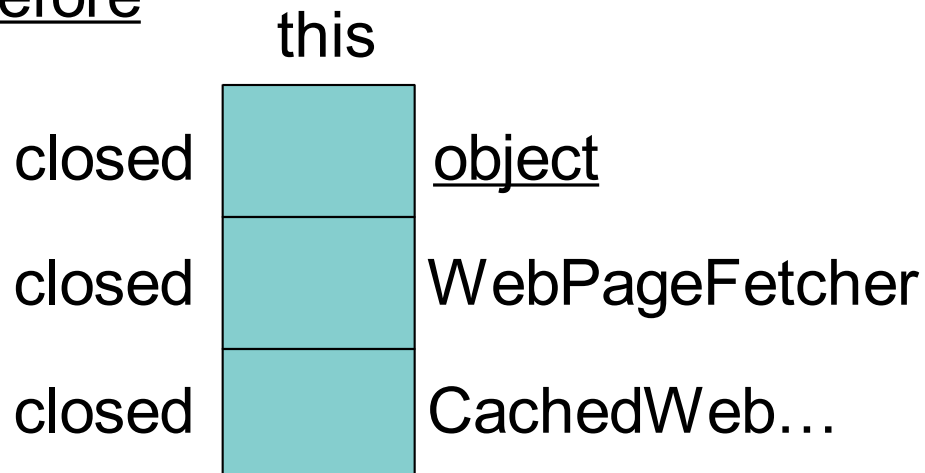 this
closed object
closed WebPageFetcher
closed CachedWeb…